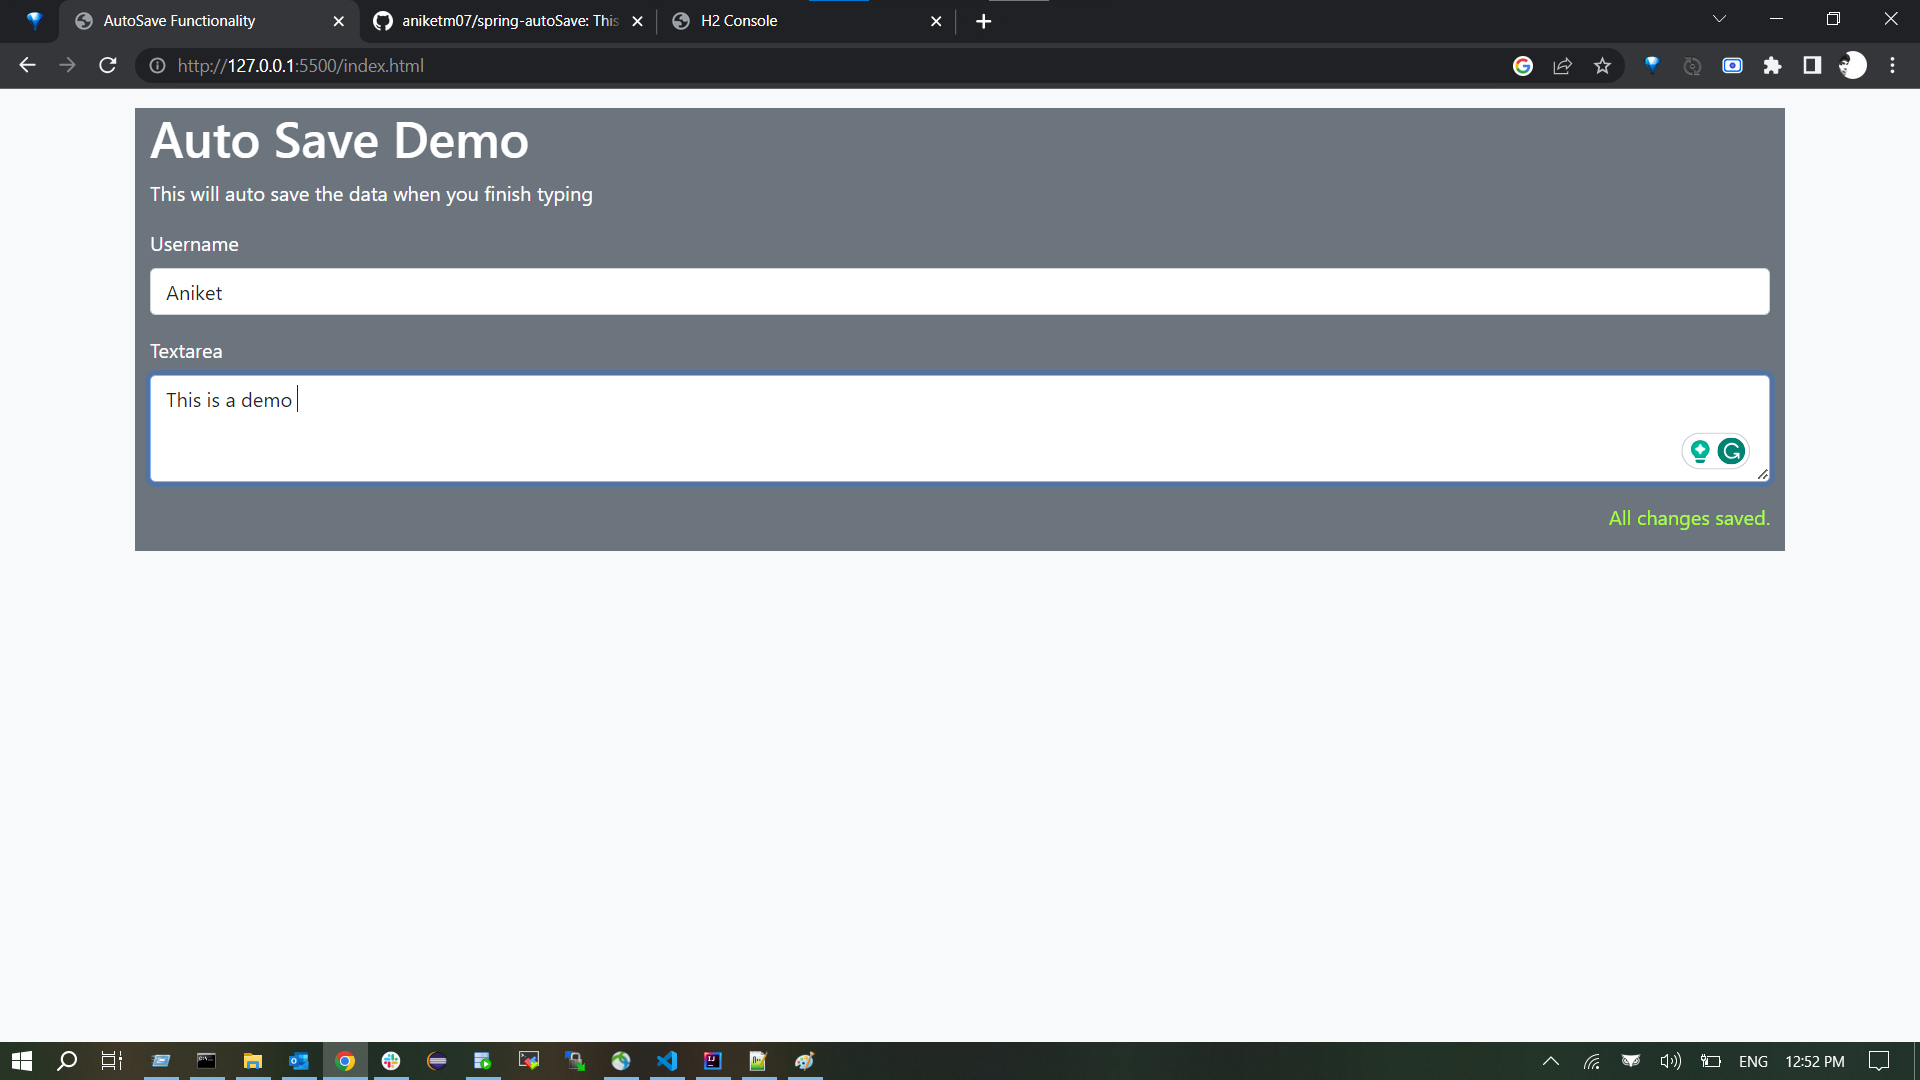 AutoSave Functionality
aniketm07/spring-autoSave: This
H2 Console
http://127.0.0.1:5500/index.html
Auto Save Demo
This will auto save the data when you finish typing
Username
Aniket
Textarea
This is a demo
All changes saved.
ENG
12:52 PM